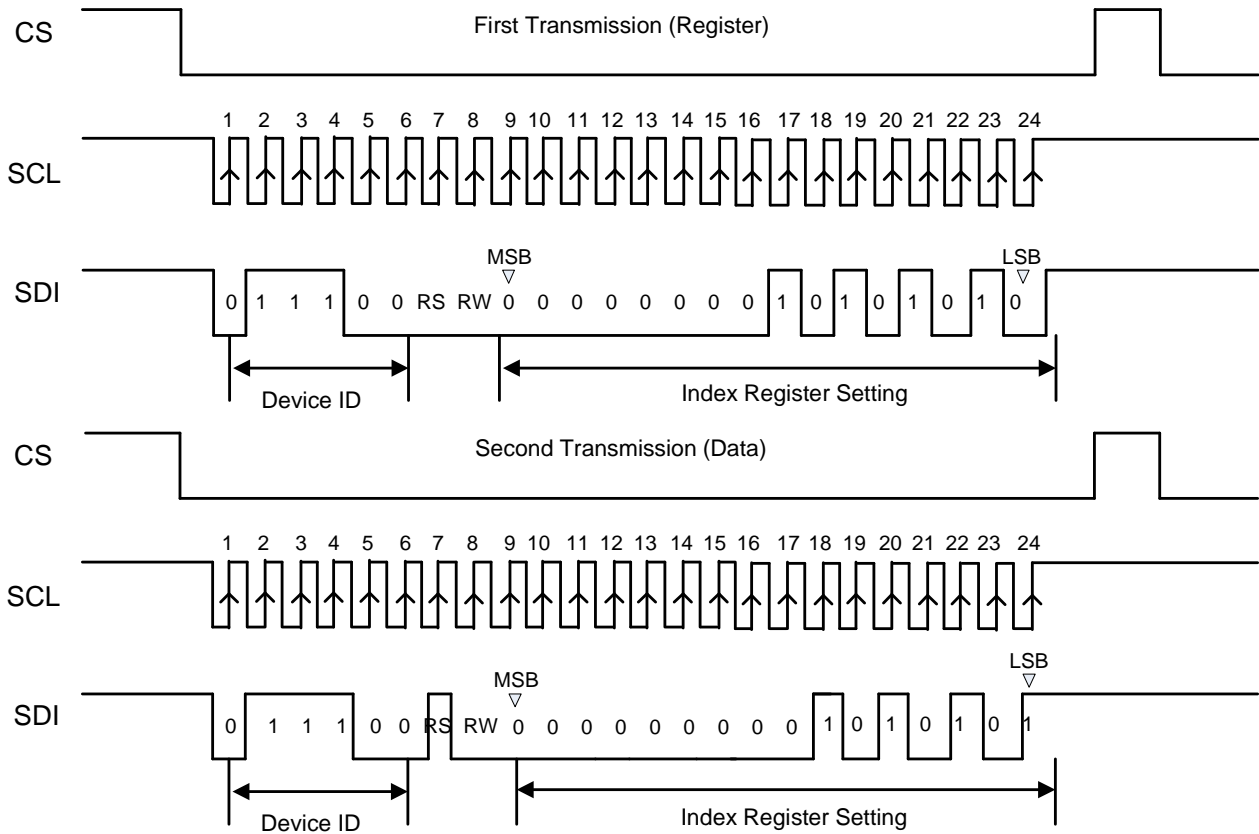 First Transmission (Register)
CS
1 2 3 4 5 6 7 8 9 10 11 12 13 14 15 16 17 18 19 20 21 22 23 24
SCL
MSB LSB
SDI
0 1 1 1 0 0 RS RW 0 0 0 0 0 0 0 0 1 0 1 0 1 0 1 0
Device ID
Index Register Setting
Second Transmission (Data)
CS
1 2 3 4 5 6 7 8 9 10 11 12 13 14 15 16 17 18 19 20 21 22 23 24
SCL
MSB LSB
SDI
0 1 1 1 0 0 RS RW 0 0 0 0 0 0 0 0 0 1 0 1 0 1 0 1
Device ID
Index Register Setting